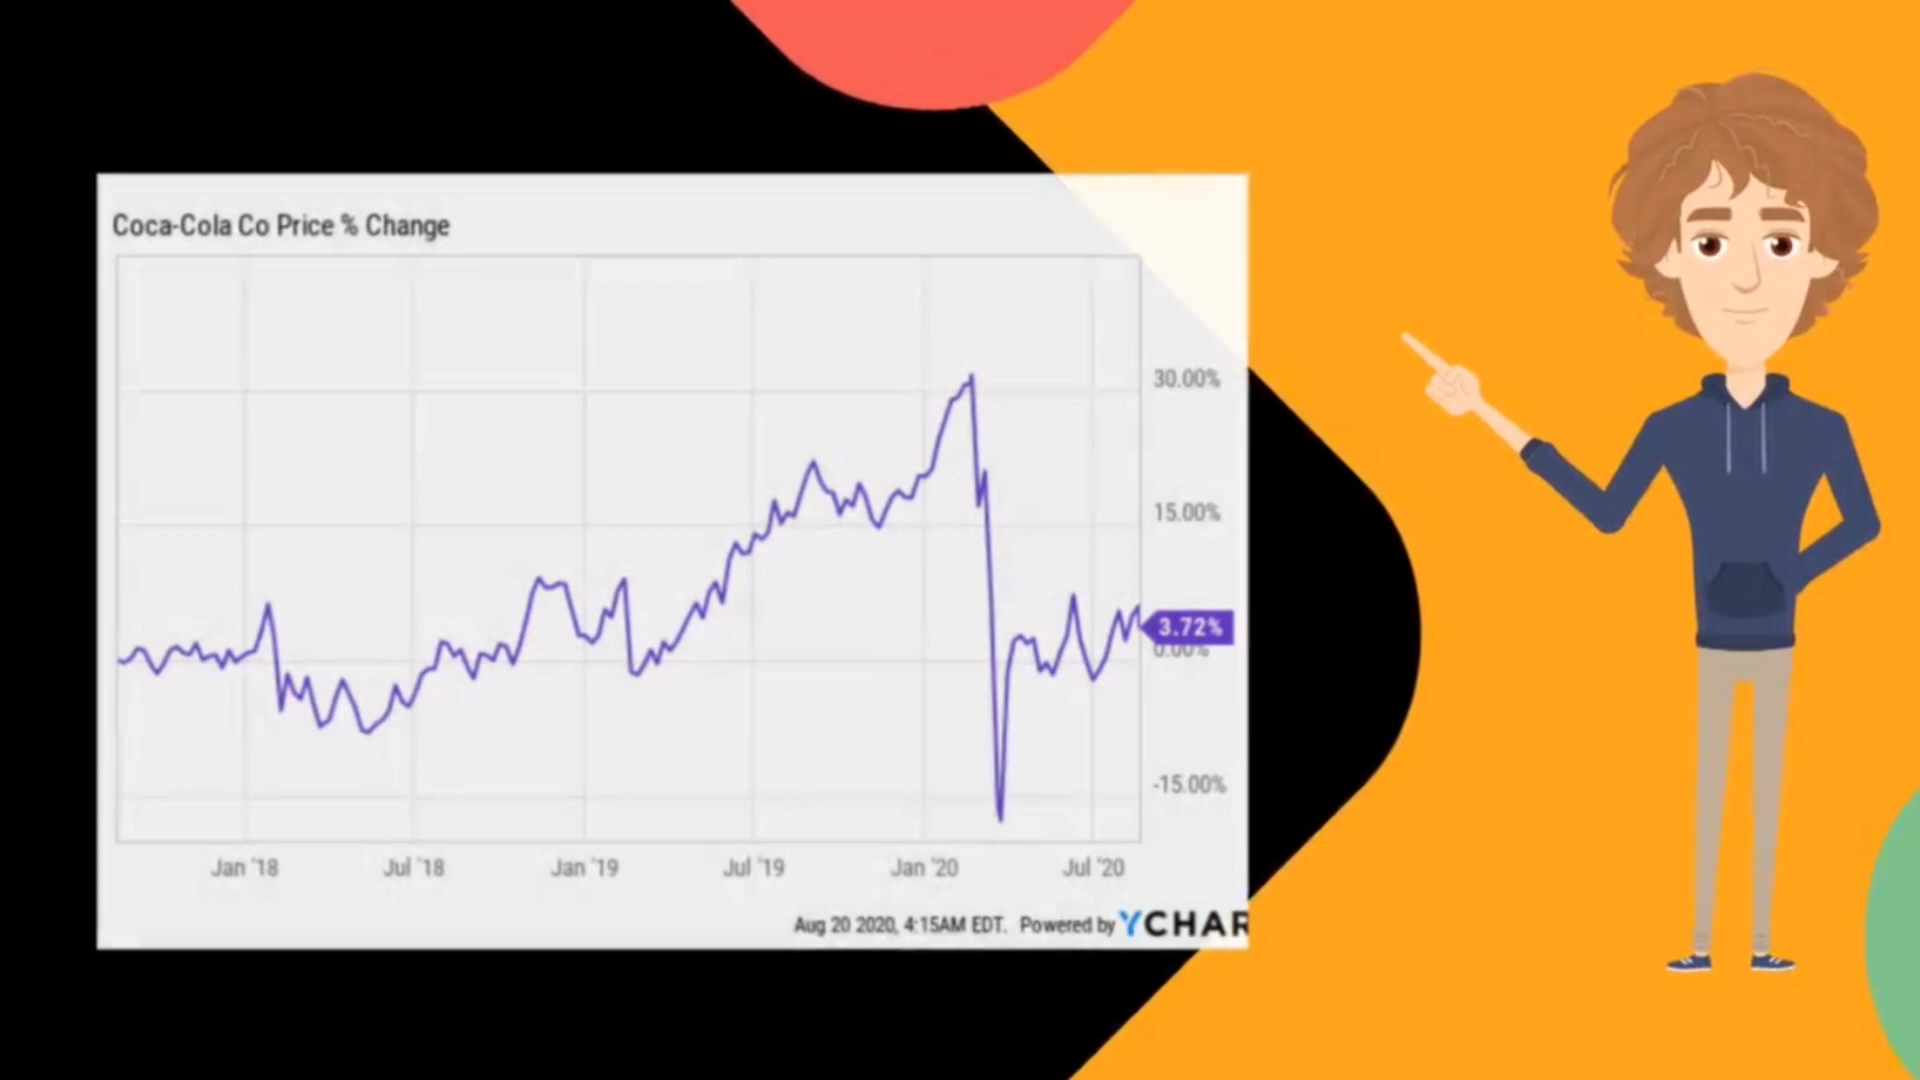 Coca-Cola Co Price % Change
30.00%
15.00%
3.72%
0.00%
-15.00%
Jan '18 Jul '18 Jan '19 Jul '19 Jan '20 Jul '20
Aug 20 2020, 4:15AM EDT. Powered by YCHAR